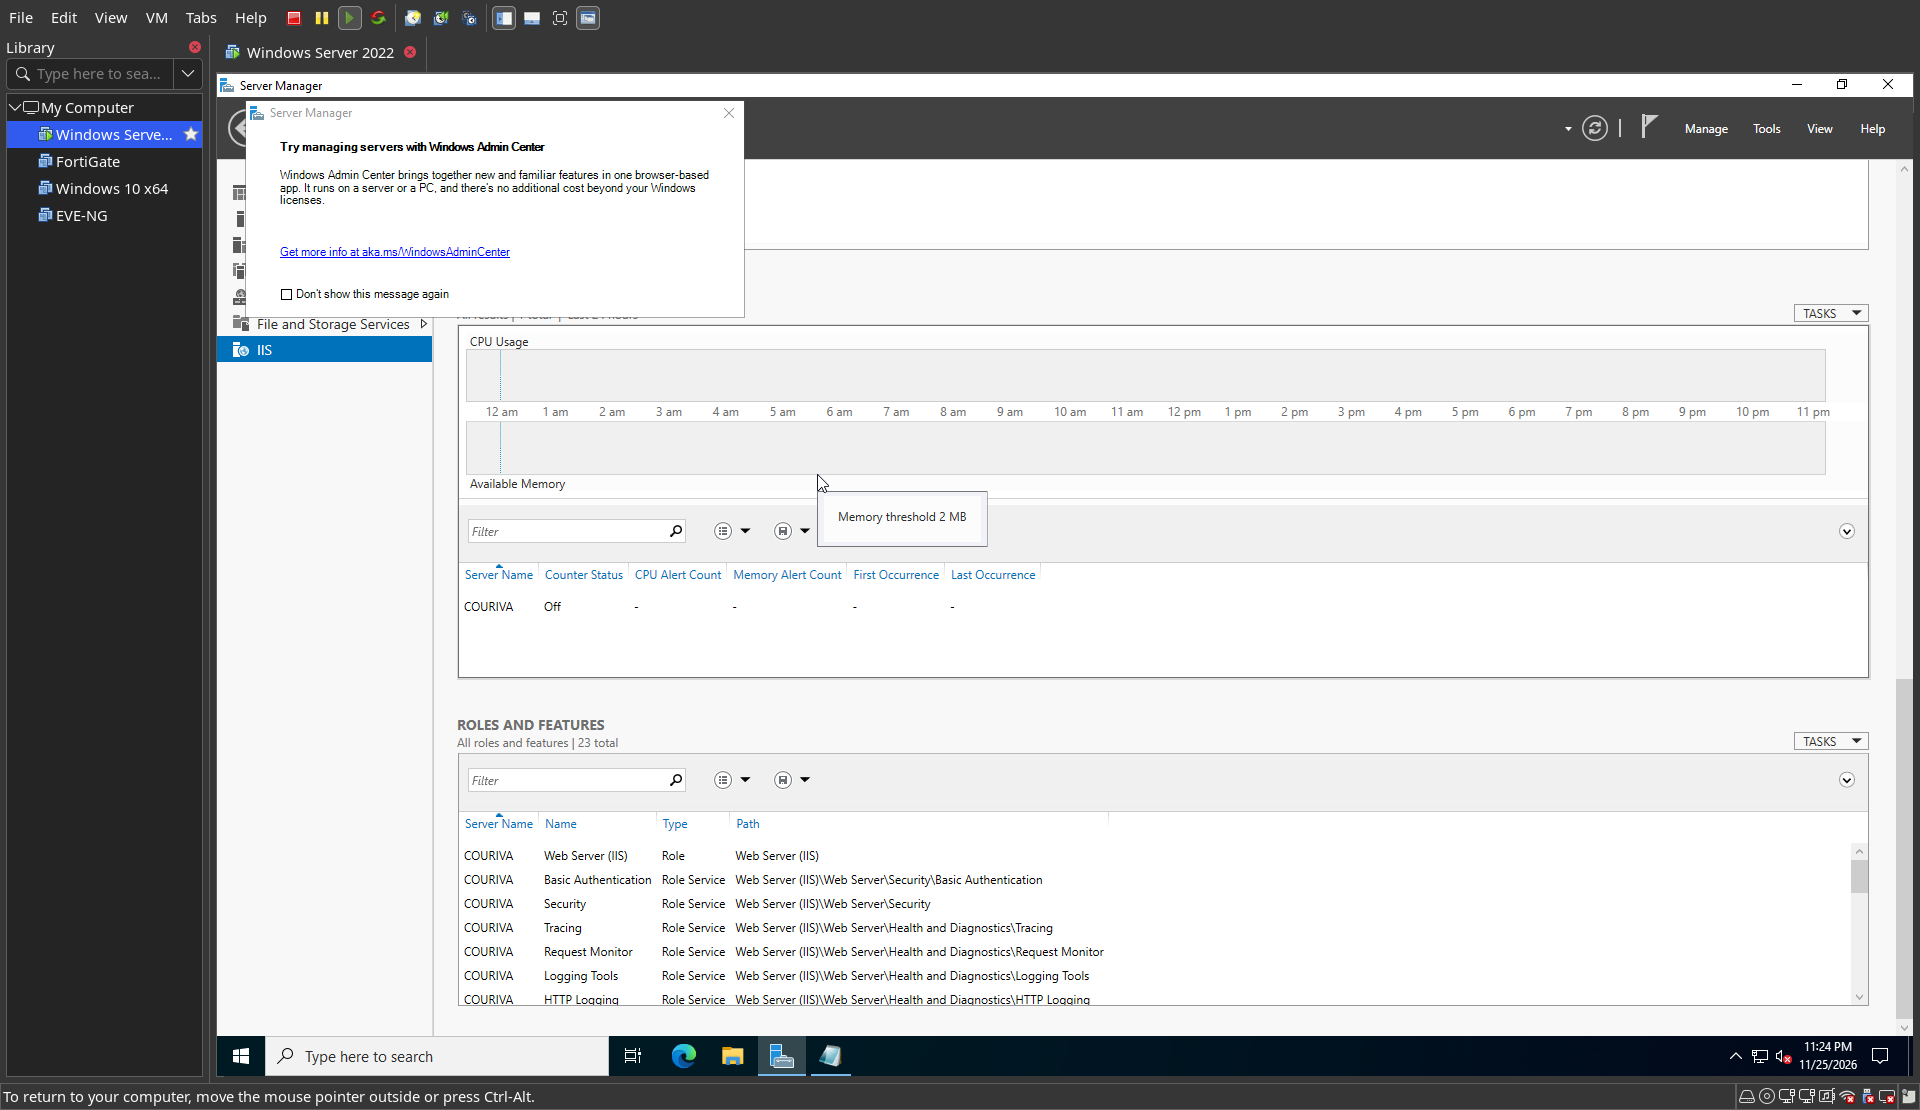 File Edit View VM Tabs Help
Library
Type here to sea...
My Computer
Windows Serve...
FortiGate
Windows 10 x64
EVE-NG
Windows Server 2022
Server Manager
Manage Tools View Help
Server Manager
Try managing servers with Windows Admin Center
Windows Admin Center brings together new and familiar features in one browser-based
app. It runs on a server or a PC, and there's no additional cost beyond your Windows
licenses.
Get more info at aka.ms/WindowsAdminCenter
Don't show this message again
File and Storage Services
IIS
TASKS
CPU Usage
12 am 1 am 2 am 3 am 4 am 5 am 6 am 7 am 8 am 9 am 10 am 11 am 12 pm 1 pm 2 pm 3 pm 4 pm 5 pm 6 pm 7 pm 8 pm 9 pm 10 pm 11 pm
Available Memory
Memory threshold 2 MB
Filter
Server Name Counter Status CPU Alert Count Memory Alert Count First Occurrence Last Occurrence
COURIVA Off - - - -
ROLES AND FEATURES
All roles and features | 23 total
TASKS
Filter
Server Name Name Type Path
COURIVA Web Server (IIS) Role Web Server (IIS)
COURIVA Basic Authentication Role Service Web Server (IIS)\Web Server\Security\Basic Authentication
COURIVA Security Role Service Web Server (IIS)\Web Server\Security
COURIVA Tracing Role Service Web Server (IIS)\Web Server\Health and Diagnostics\Tracing
COURIVA Request Monitor Role Service Web Server (IIS)\Web Server\Health and Diagnostics\Request Monitor
COURIVA Logging Tools Role Service Web Server (IIS)\Web Server\Health and Diagnostics\Logging Tools
COURIVA HTTP Logging Role Service Web Server (IIS)\Web Server\Health and Diagnostics\HTTP Logging
Type here to search
11:24 PM
11/25/2026
To return to your computer, move the mouse pointer outside or press Ctrl-Alt.